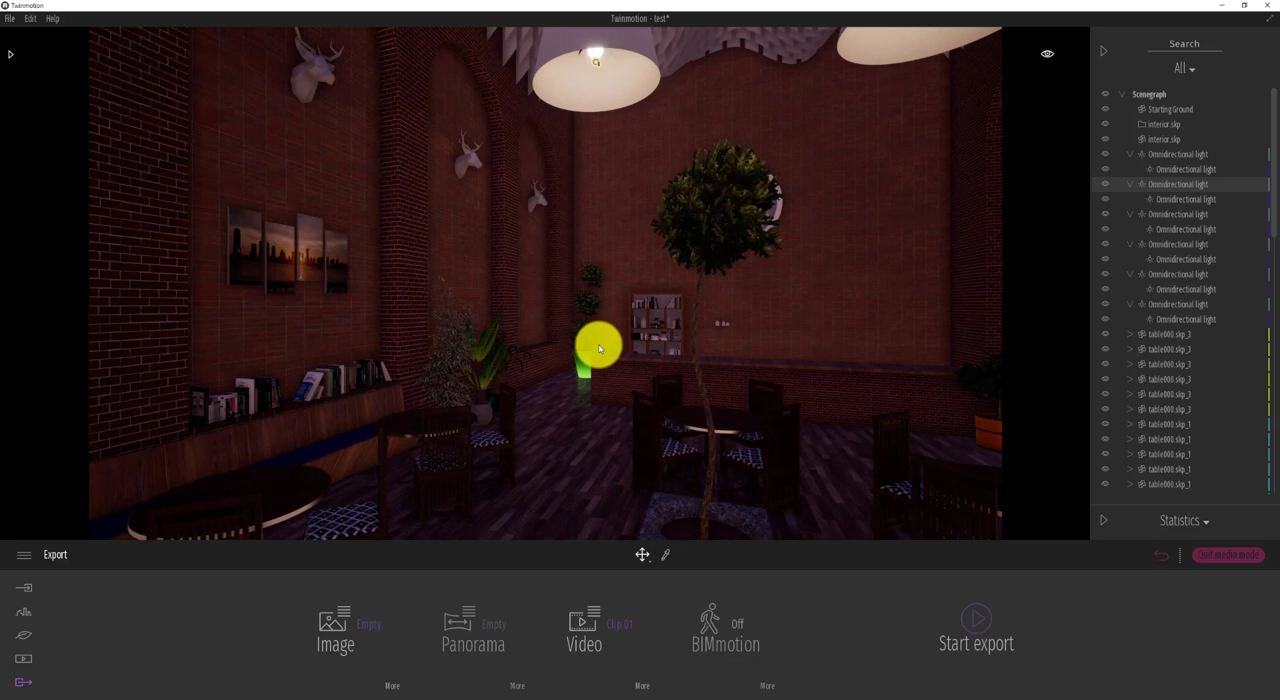 Twinmotion
File Edit Help
Twinmotion - test*
Search
All
Scenegraph
Starting Ground
interior.skp
interior.skp
Omnidirectional light
Omnidirectional light
Omnidirectional light
Omnidirectional light
Omnidirectional light
Omnidirectional light
Omnidirectional light
Omnidirectional light
Omnidirectional light
Omnidirectional light
Omnidirectional light
Omnidirectional light
table000.skp_3
table000.skp_3
table000.skp_3
table000.skp_3
table000.skp_3
table000.skp_3
table000.skp_1
table000.skp_1
table000.skp_1
table000.skp_1
table000.skp_1
Statistics
Export
Quit media mode
Empty
Image
Empty
Panorama
Clip 01
Video
Off
BIMmotion
Start export
More More More More